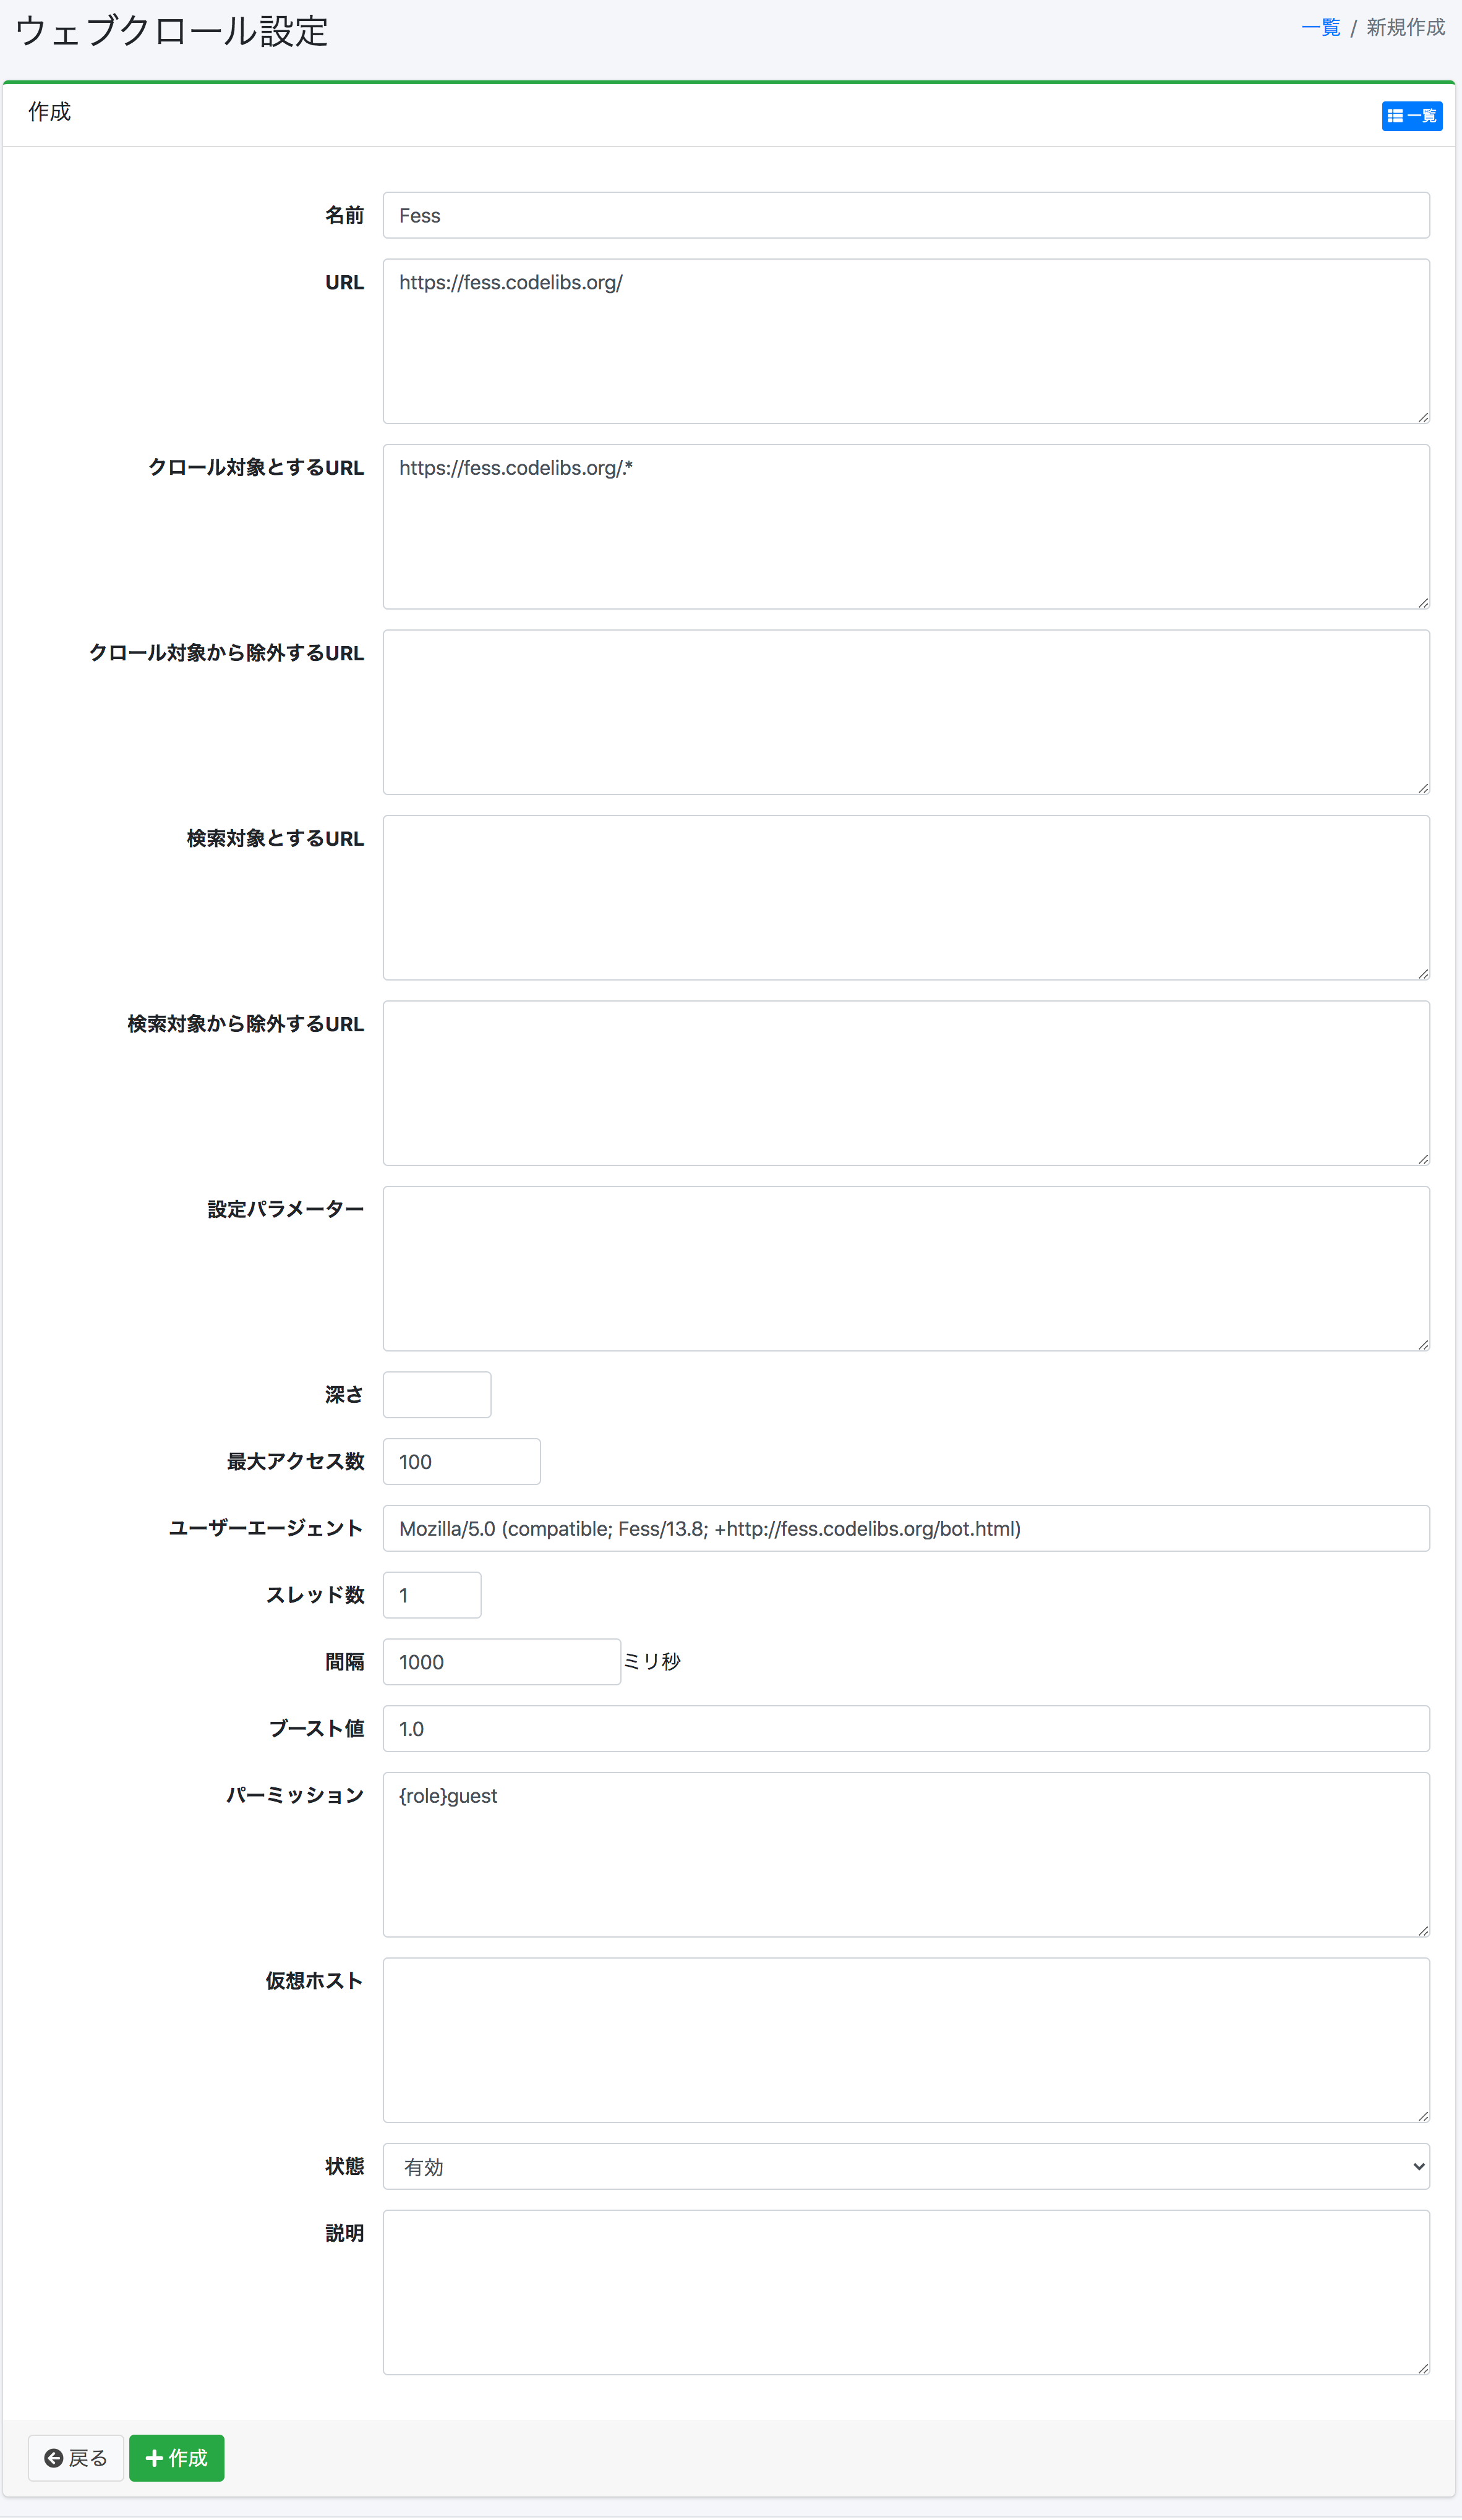 ウェブクロール設定
一覧 / 新規作成
作成
一覧
名前
Fess
URL
https://fess.codelibs.org/
クロール対象とするURL
https://fess.codelibs.org/.*
クロール対象から除外するURL
検索対象とするURL
検索対象から除外するURL
設定パラメーター
深さ
最大アクセス数
100
ユーザーエージェント
Mozilla/5.0 (compatible; Fess/13.8; +http://fess.codelibs.org/bot.html)
スレッド数
1
間隔
1000 ミリ秒
ブースト値
1.0
パーミッション
{role}guest
仮想ホスト
状態
有効
説明
戻る
作成